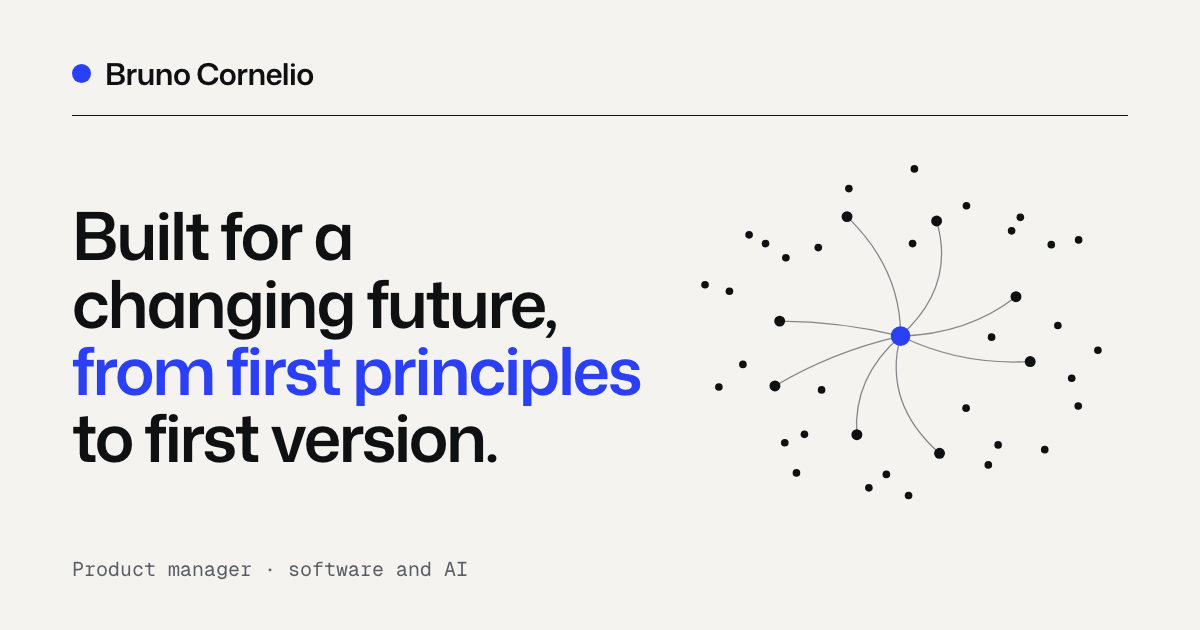 Bruno Cornelio
Built for a
changing future,
from first principles
to first version.
Product manager · software and AI